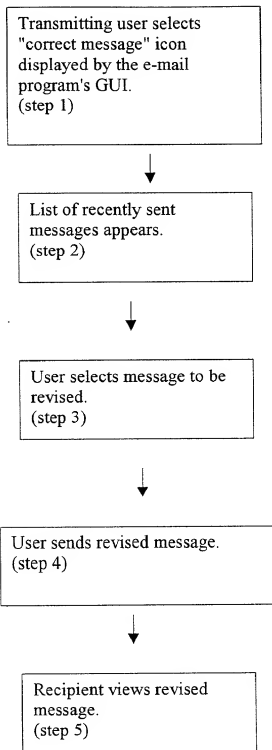 Transmitting user selects
"correct message" icon
displayed by the e-mail
program's GUI.
(step 1)
List of recently sent
messages appears.
(step 2)
User selects message to be
revised.
(step 3)
User sends revised message.
(step 4)
Recipient views revised
message.
(step 5)